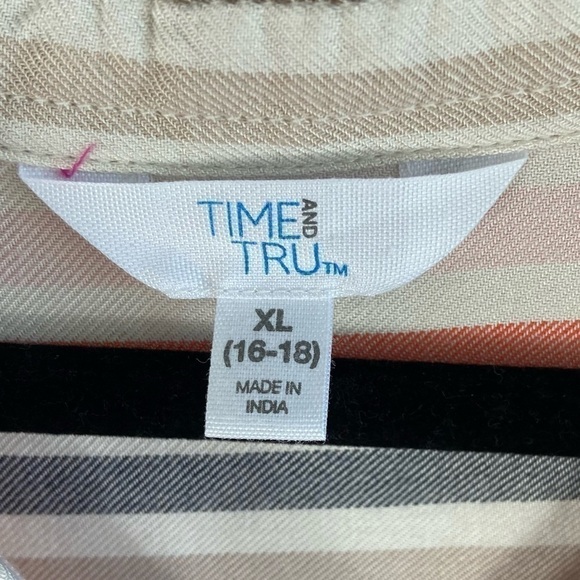 TIME AND
TRU™
XL
(16-18)
MADE IN
INDIA